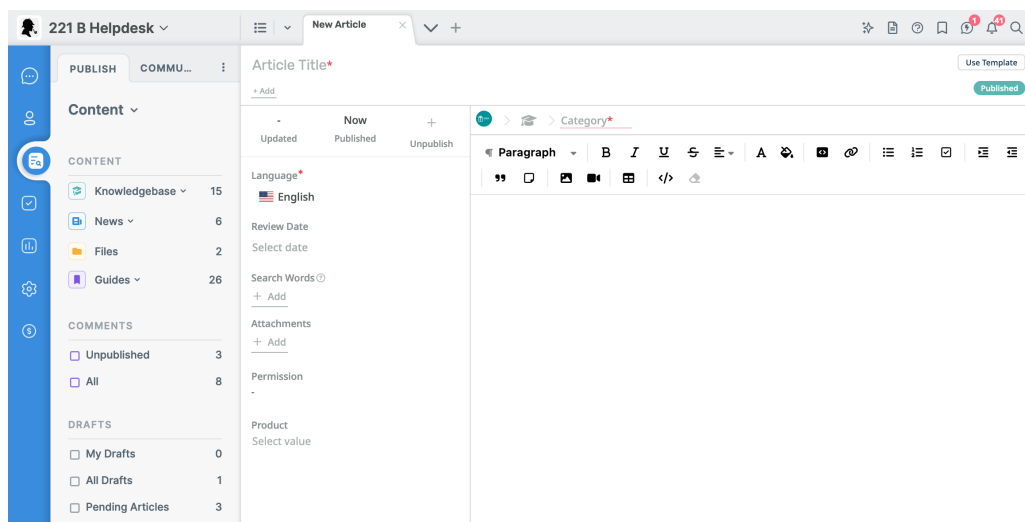 221 B Helpdesk
New Article
1
41
PUBLISH
COMMU...
Content
CONTENT
Knowledgebase 15
News 6
Files 2
Guides 26
COMMENTS
Unpublished 3
All 8
DRAFTS
My Drafts 0
All Drafts 1
Pending Articles 3
Article Title*
+ Add
Use Template
Published
- Now +
Updated Published Unpublish
Language*
English
Review Date
Select date
Search Words
+ Add
Attachments
+ Add
Permission
-
Product
Select value
Category*
¶ Paragraph B I U S A
</>